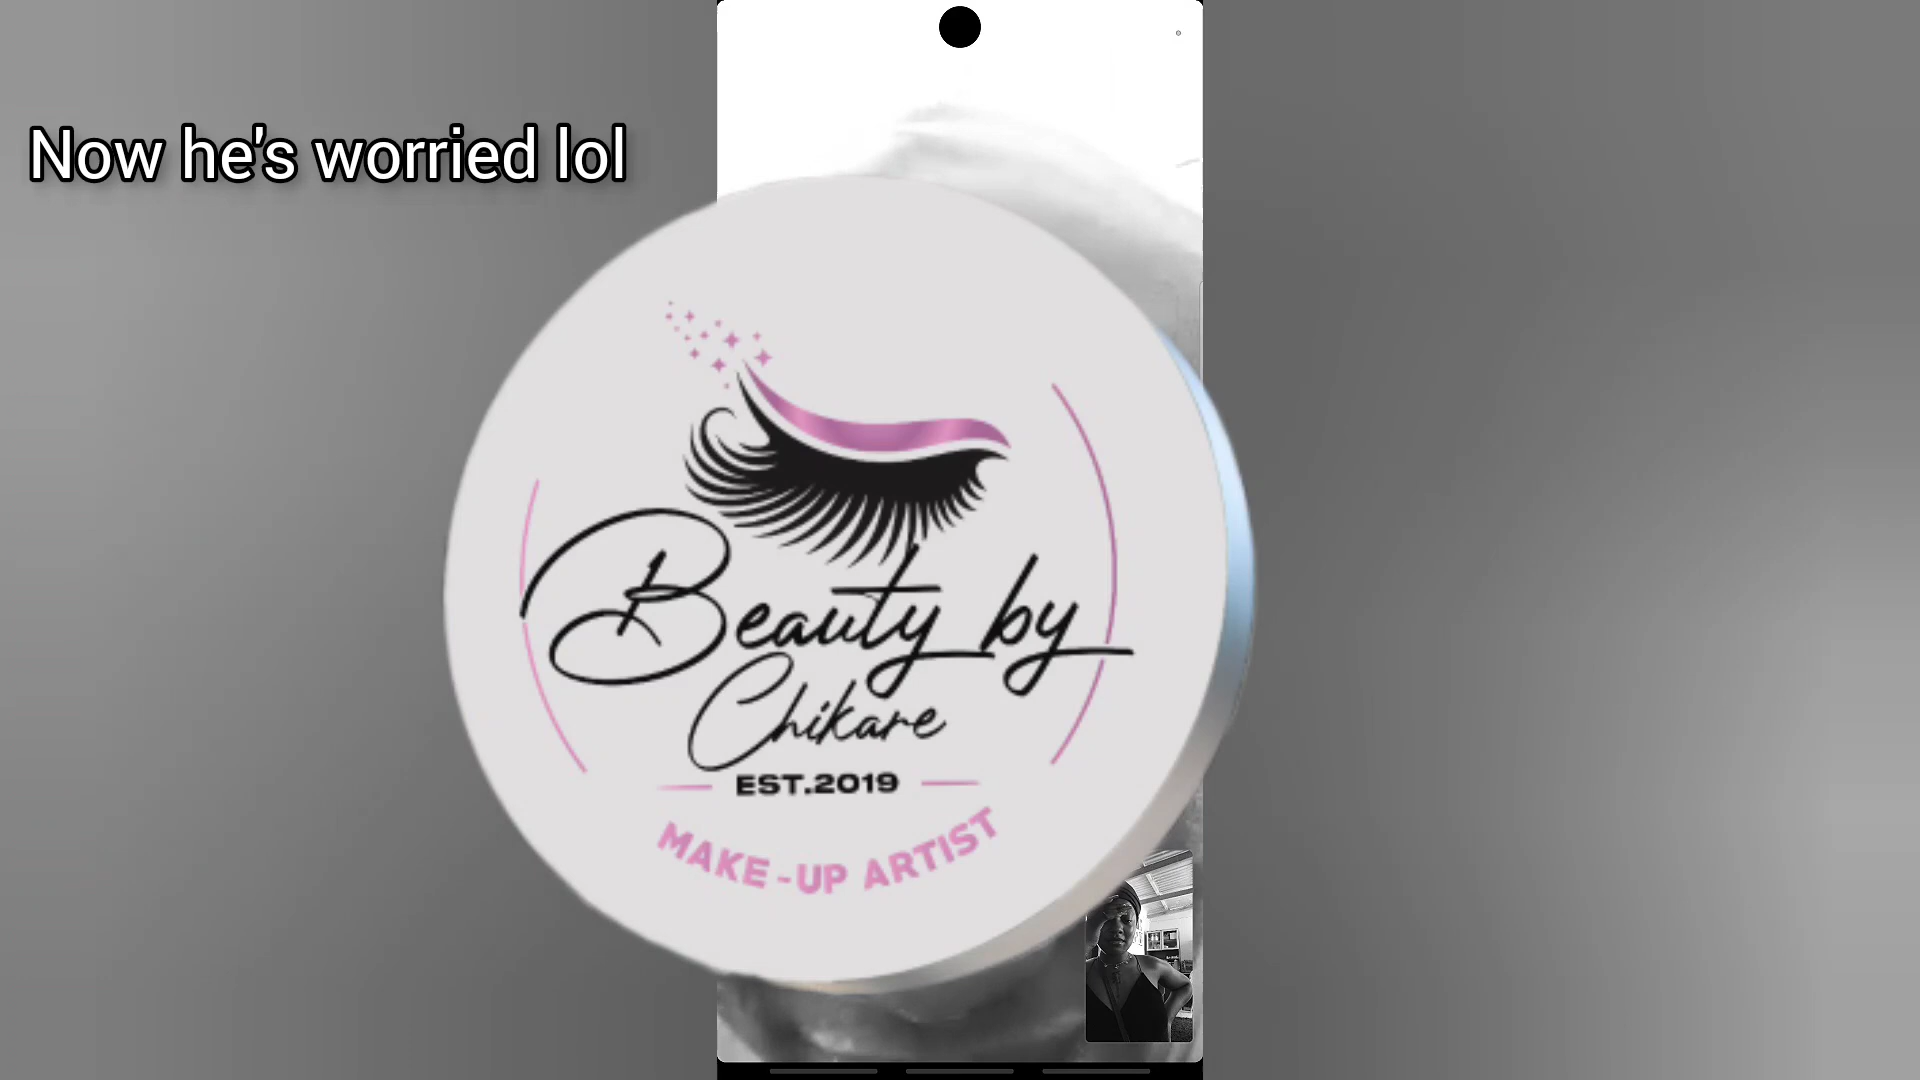 Now he's worried lol
Beauty by
Chikare
EST.2019
MAKE-UP ARTIST